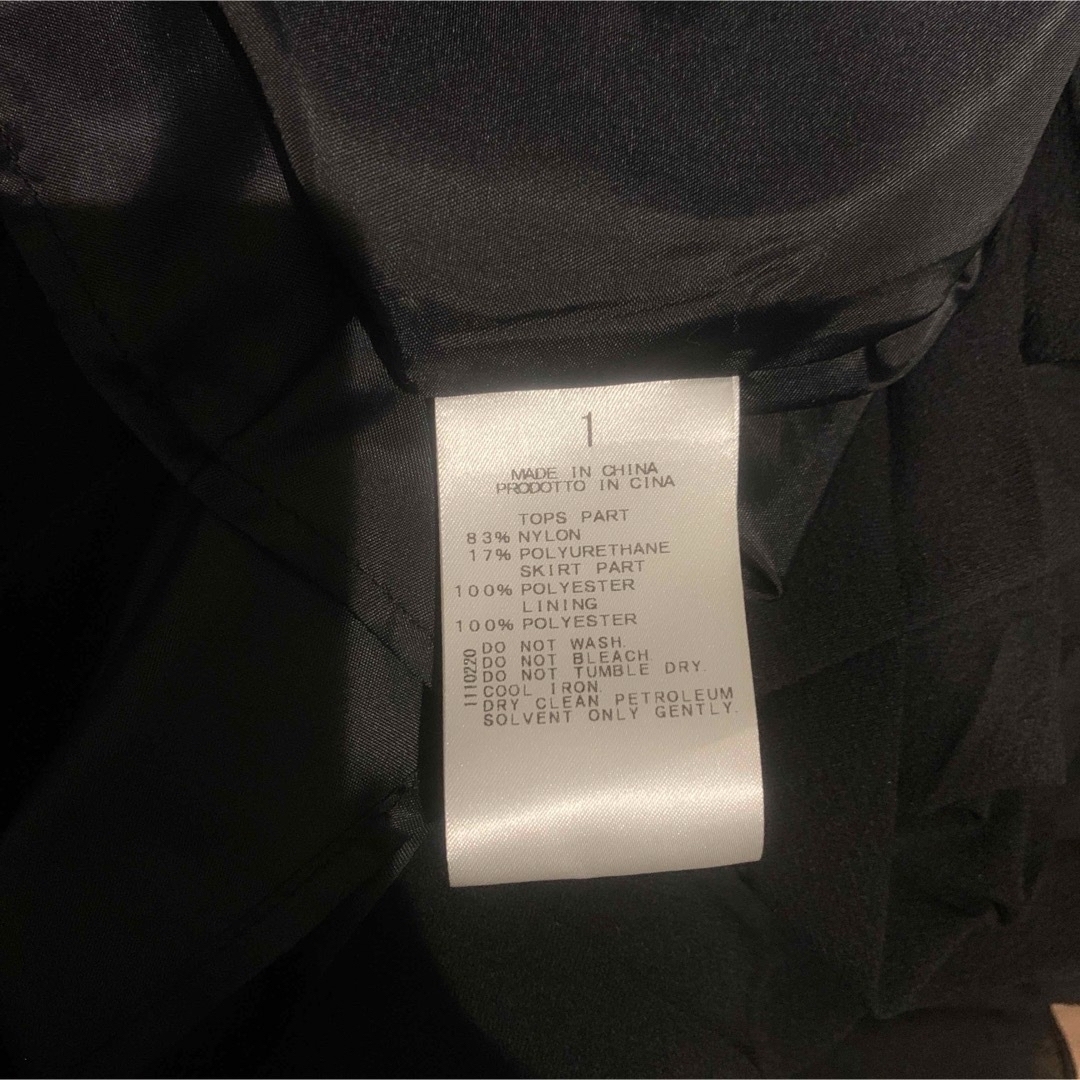 1
MADE IN CHINA
PRODOTTO IN CINA
TOPS PART
83% NYLON
17% POLYURETHANE
SKIRT PART
100% POLYESTER
LINING
100% POLYESTER
1110220
DO NOT WASH.
DO NOT BLEACH.
DO NOT TUMBLE DRY.
COOL IRON.
DRY CLEAN PETROLEUM
SOLVENT ONLY GENTLY.